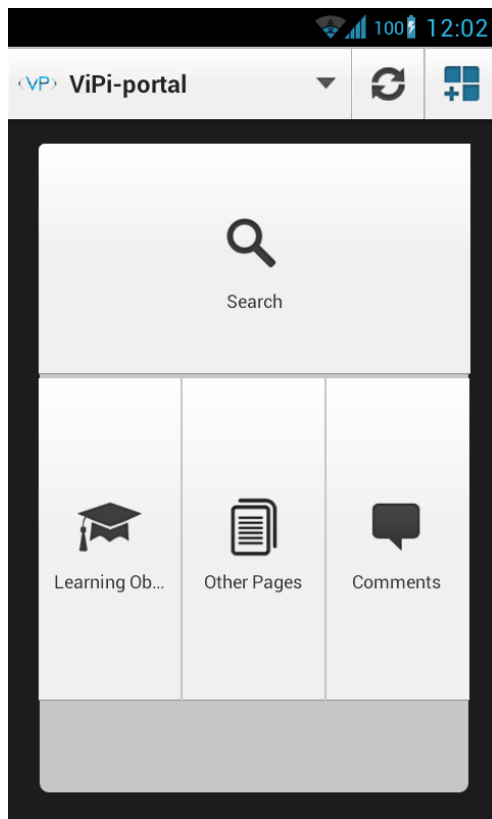 100 12:02
VP ViPi-portal
Search
Learning Ob...
Other Pages
Comments